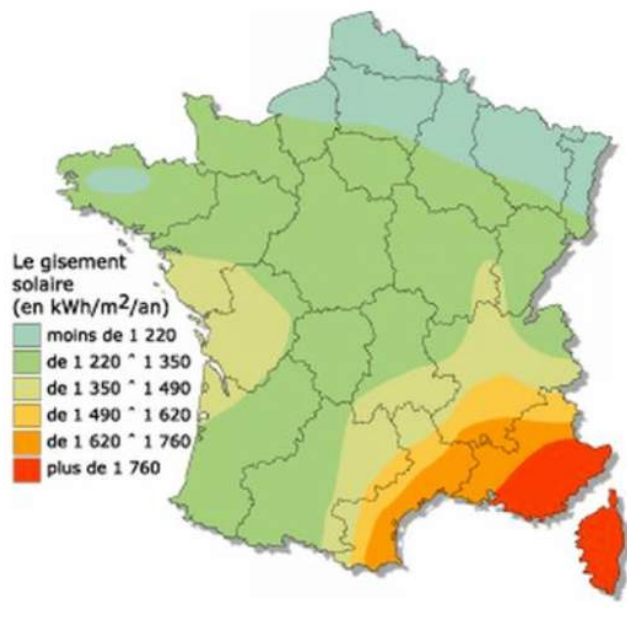 Le gisement
solaire
(en kWh/m2/an)
moins de 1 220
de 1 220 ^ 1 350
de 1 350 ^ 1 490
de 1 490 ^ 1 620
de 1 620 ^ 1 760
plus de 1 760